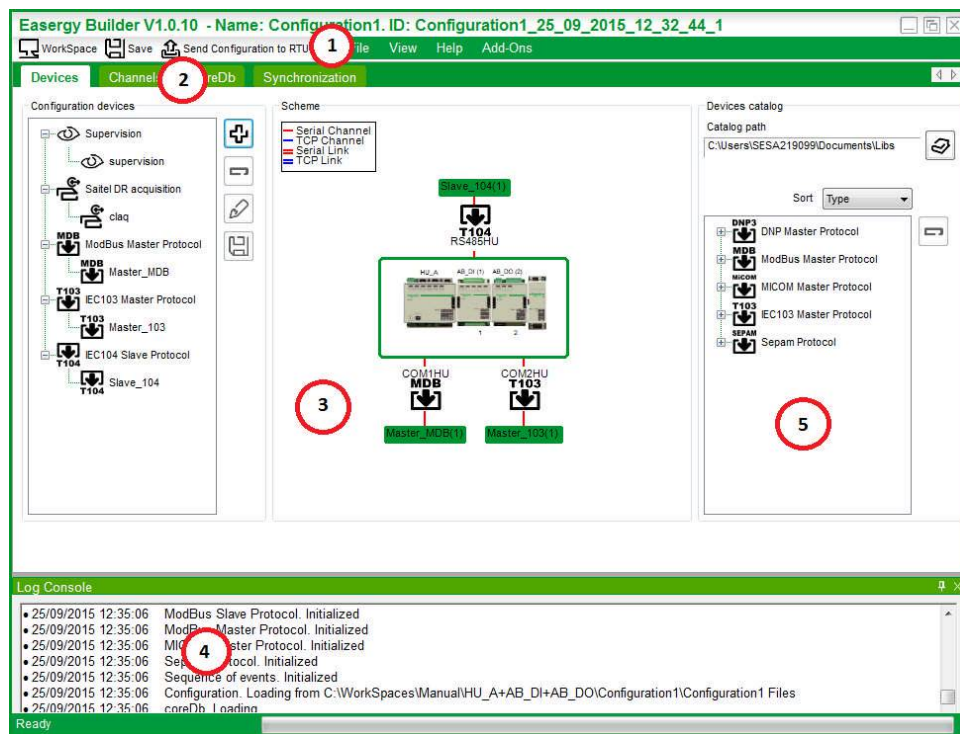 Easergy Builder V1.0.10 - Name: Configuration1. ID: Configuration1_25_09_2015_12_32_44_1
WorkSpace Save Send Configuration to RTU 1 File View Help Add-Ons
Devices Channel 2 reDb Synchronization
Configuration devices
Supervision
supervision
Saitel DR acquisition
claq
MDB
ModBus Master Protocol
MDB
Master_MDB
T103
IEC103 Master Protocol
T103
Master_103
IEC104 Slave Protocol
T104
Slave_104
T104
Scheme
Serial Channel
TCP Channel
Serial Link
TCP Link
Slave_104(1)
T104
RS485HU
HU_A AB_DI (1) AB_DO (2)
1 2
COM1HU COM2HU
MDB T103
3
Master_MDB(1) Master_103(1)
Devices catalog
Catalog path
C:\Users\SESA219099\Documents\Libs
Sort Type
DNP3
DNP Master Protocol
MDB
ModBus Master Protocol
MiCOM
MICOM Master Protocol
T103
IEC103 Master Protocol
SEPAM
Sepam Protocol
5
Log Console
25/09/2015 12:35:06 ModBus Slave Protocol. Initialized
25/09/2015 12:35:06 ModBus Master Protocol. Initialized
25/09/2015 12:35:06 MIC ster Protocol. Initialized
4
25/09/2015 12:35:06 Sep tocol. Initialized
25/09/2015 12:35:06 Sequence of events. Initialized
25/09/2015 12:35:06 Configuration. Loading from C:\WorkSpaces\Manual\HU_A+AB_DI+AB_DO\Configuration1\Configuration1 Files
25/09/2015 12:35:06 coreDb. Loading
Ready